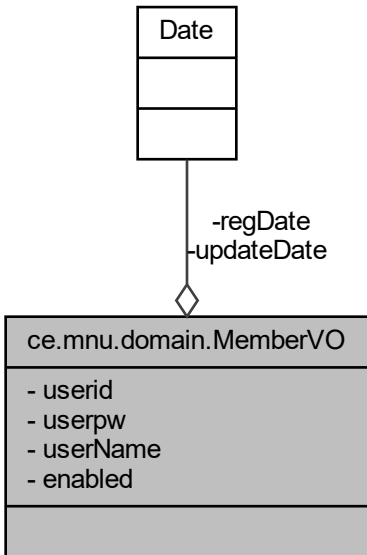 Date
-regDate
-updateDate
ce.mnu.domain.MemberVO
- userid
- userpw
- userName
- enabled